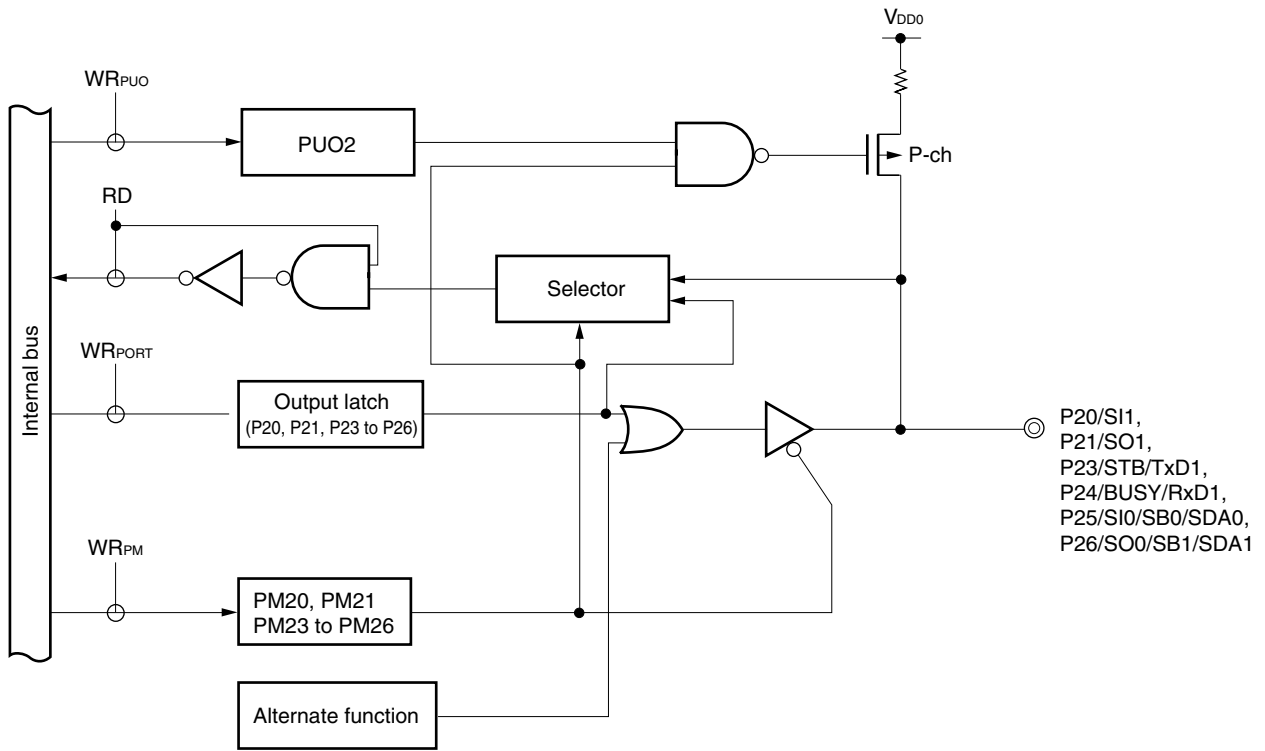 VDD0
WRPUO
PUO2
P-ch
RD
Selector
WRPORT
Internal bus
Output latch
(P20, P21, P23 to P26)
P20/SI1,
P21/SO1,
P23/STB/TxD1,
P24/BUSY/RxD1,
P25/SI0/SB0/SDA0,
P26/SO0/SB1/SDA1
WRPM
PM20, PM21
PM23 to PM26
Alternate function